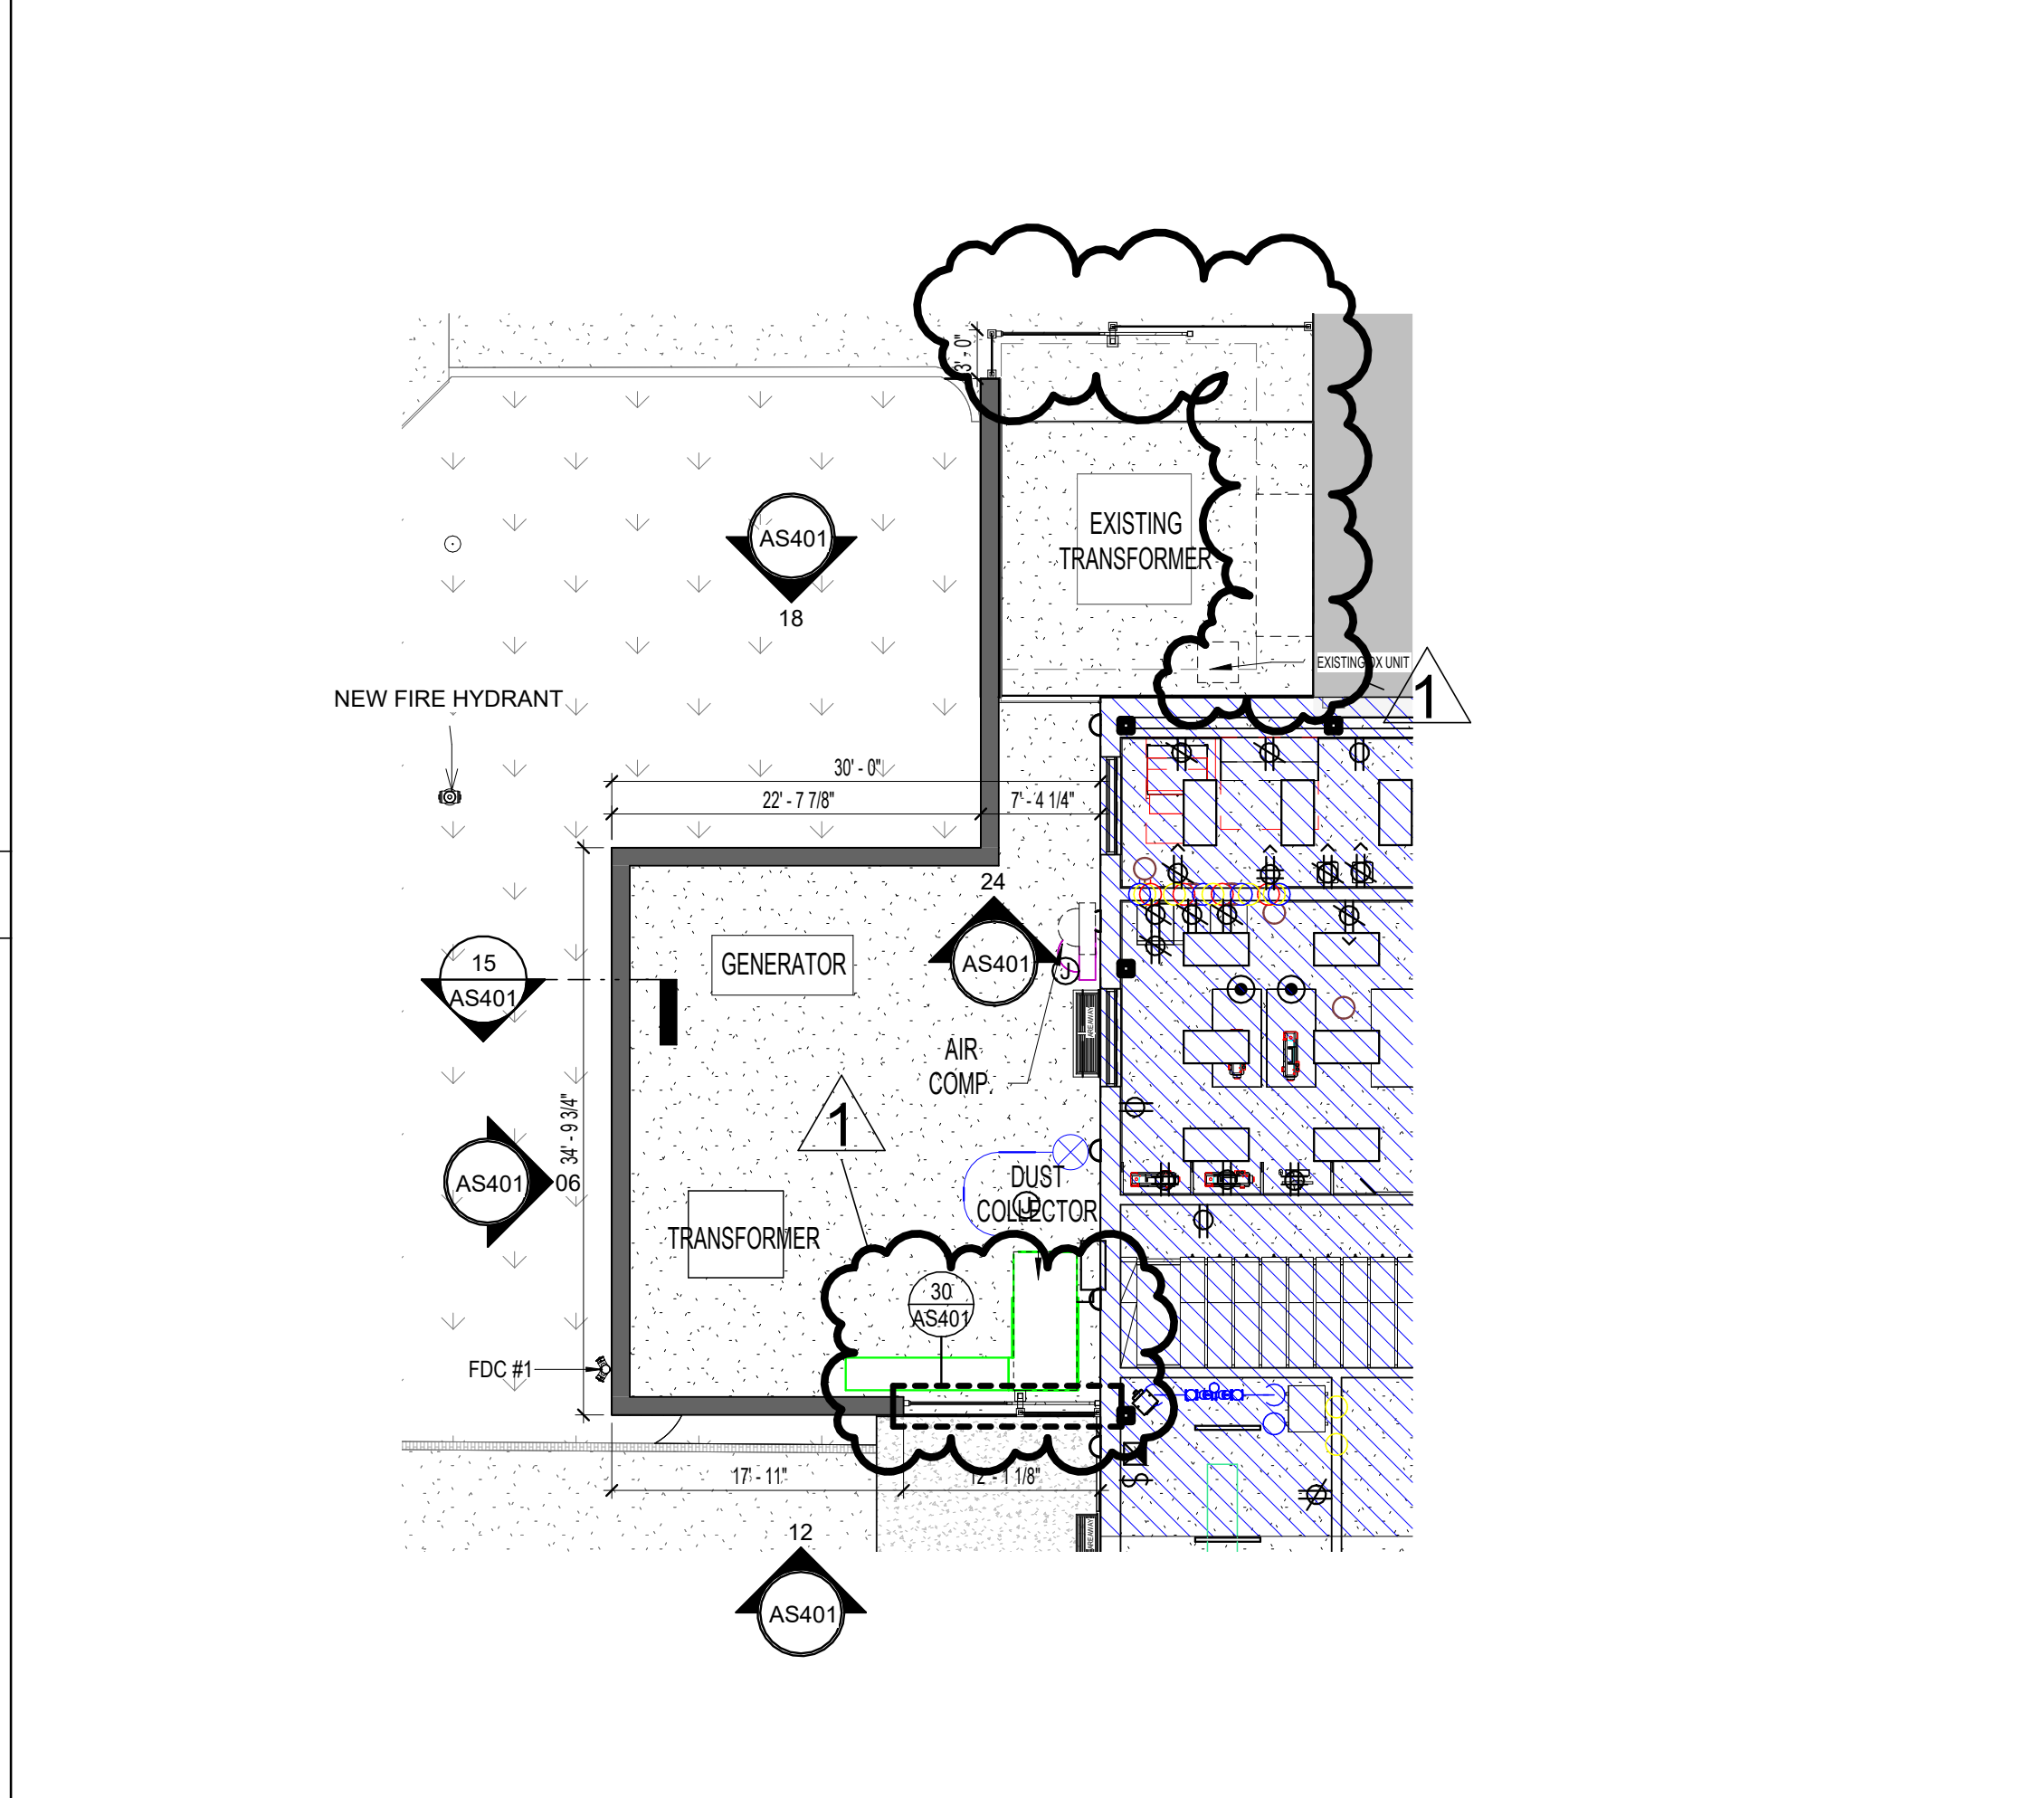 3' - 0"
EXISTING
TRANSFORMER
AS401
18
EXISTING DX UNIT
1
NEW FIRE HYDRANT
30' - 0"
22' - 7 7/8"
7' - 4 1/4"
24
AS401
J
GENERATOR
15
AS401
AREAWAY
AIR
COMP.
1
34' - 9 3/4"
AS401
06
DUST
COLLECTOR
J
TRANSFORMER
30
AS401
FDC #1
17' - 11"
12' - 1 1/8"
$
AREAWAY
12
AS401